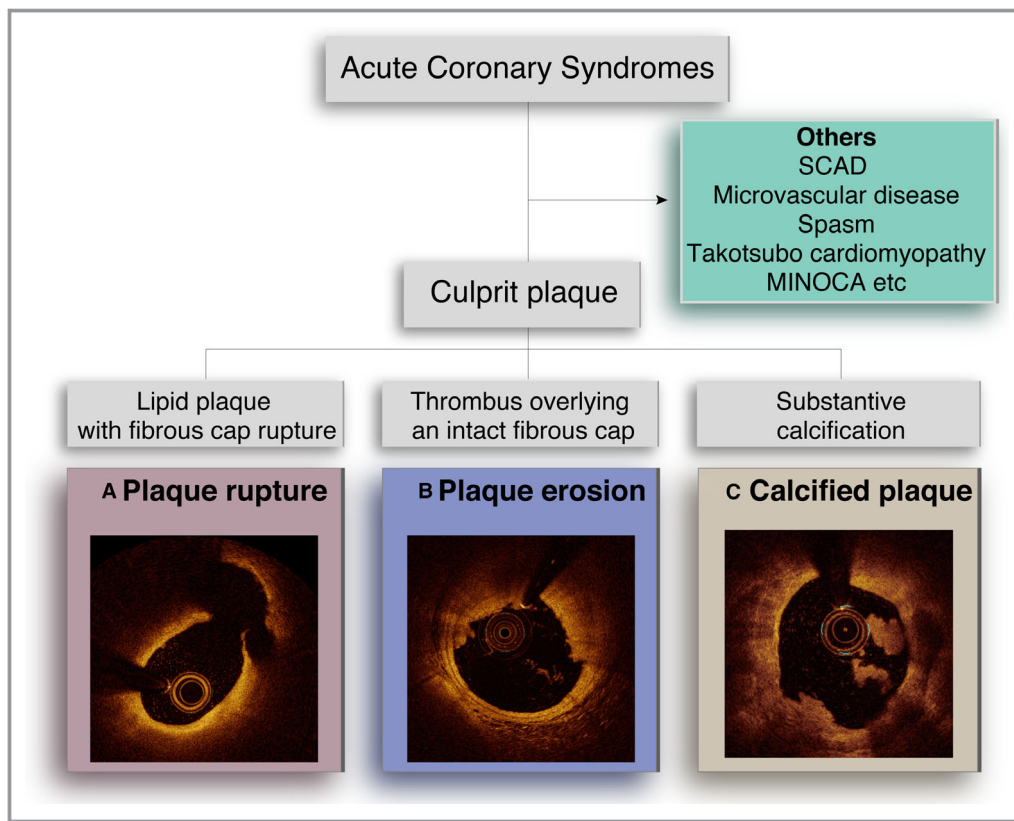 Acute Coronary Syndromes
Others
SCAD
Microvascular disease
Spasm
Takotsubo cardiomyopathy
MINOCA etc
Culprit plaque
Lipid plaque
with fibrous cap rupture
Thrombus overlying
an intact fibrous cap
Substantive
calcification
A Plaque rupture
B Plaque erosion
C Calcified plaque